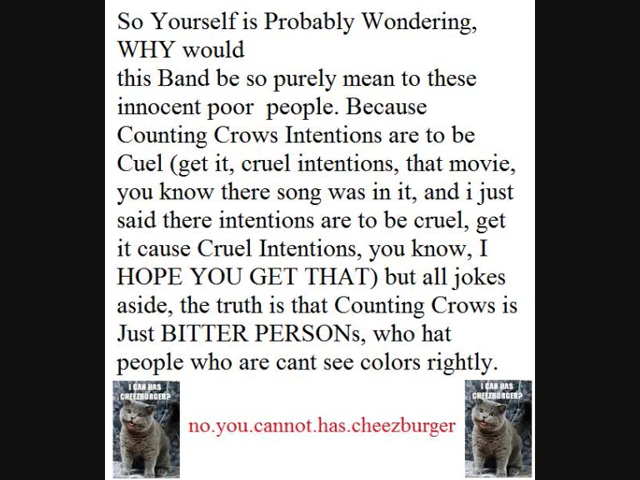 So Yourself is Probably Wondering,
WHY would
this Band be so purely mean to these
innocent poor  people. Because
Counting Crows Intentions are to be
Cuel (get it, cruel intentions, that movie,
you know there song was in it, and i just
said there intentions are to be cruel, get
it cause Cruel Intentions, you know, I
HOPE YOU GET THAT) but all jokes
aside, the truth is that Counting Crows is
Just BITTER PERSONs, who hat
people who are cant see colors rightly.
I CAN HAS
CHEEZBURGER?
no.you.cannot.has.cheezburger
I CAN HAS
CHEEZBURGER?